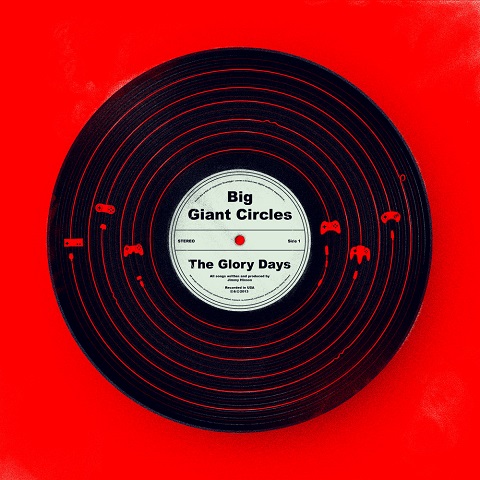 Big
Giant Circles
STEREO
Side 1
The Glory Days
All songs written and produced by
Jimmy Hinson
Recorded in USA